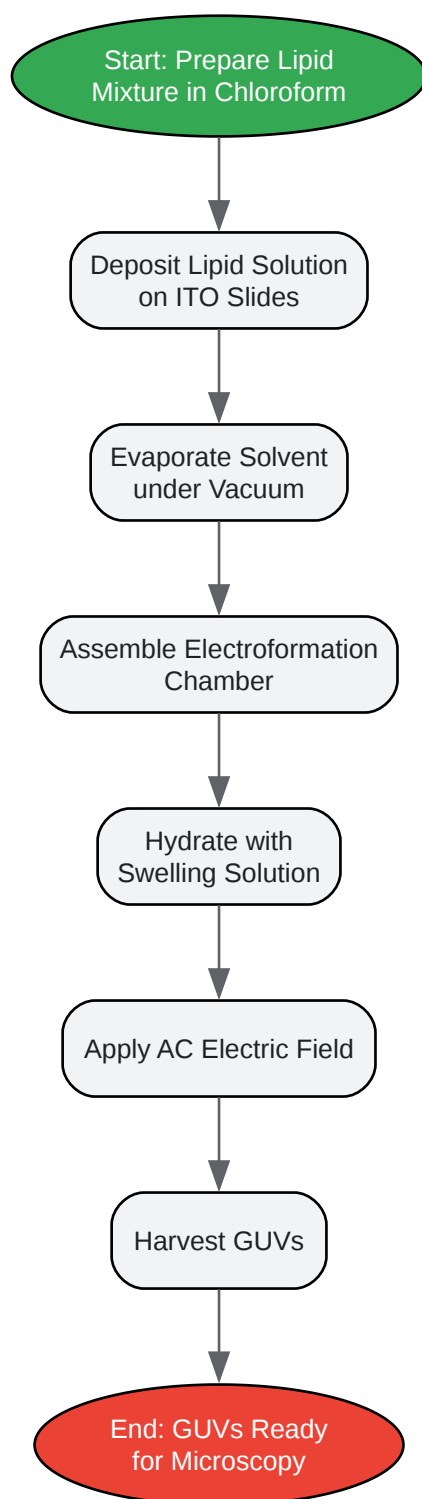 Start: Prepare Lipid
Mixture in Chloroform
Deposit Lipid Solution
on ITO Slides
Evaporate Solvent
under Vacuum
Assemble Electroformation
Chamber
Hydrate with
Swelling Solution
Apply AC Electric Field
Harvest GUVs
End: GUVs Ready
for Microscopy